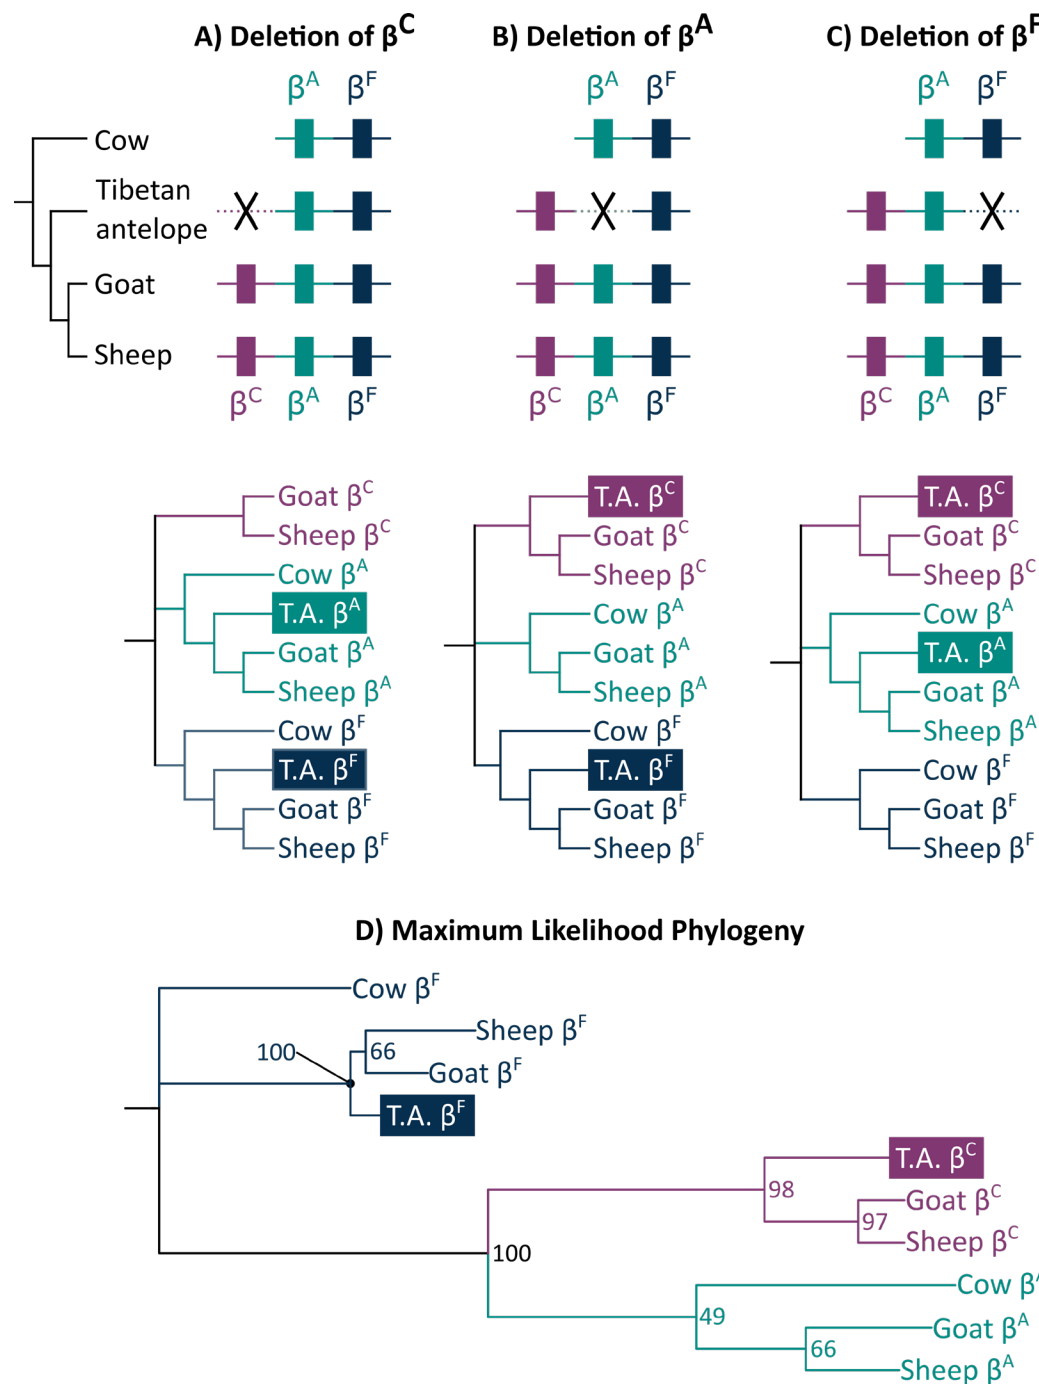 A) Deletion of βC B) Deletion of βA C) Deletion of βF
βA βF βA βF βA βF
Cow
Tibetan
antelope
Goat
Sheep
βC βA βF βC βA βF βC βA βF
Goat βC
Sheep βC
Cow βA
T.A. βA
Goat βA
Sheep βA
Cow βF
T.A. βF
Goat βF
Sheep βF
T.A. βC
Goat βC
Sheep βC
Cow βA
Goat βA
Sheep βA
Cow βF
T.A. βF
Goat βF
Sheep βF
T.A. βC
Goat βC
Sheep βC
Cow βA
T.A. βA
Goat βA
Sheep βA
Cow βF
Goat βF
Sheep βF
D) Maximum Likelihood Phylogeny
Cow βF
Sheep βF
100 66
Goat βF
T.A. βF
T.A. βC
98
Goat βC
97
Sheep βC
100
Cow βA
49
Goat βA
66
Sheep βA